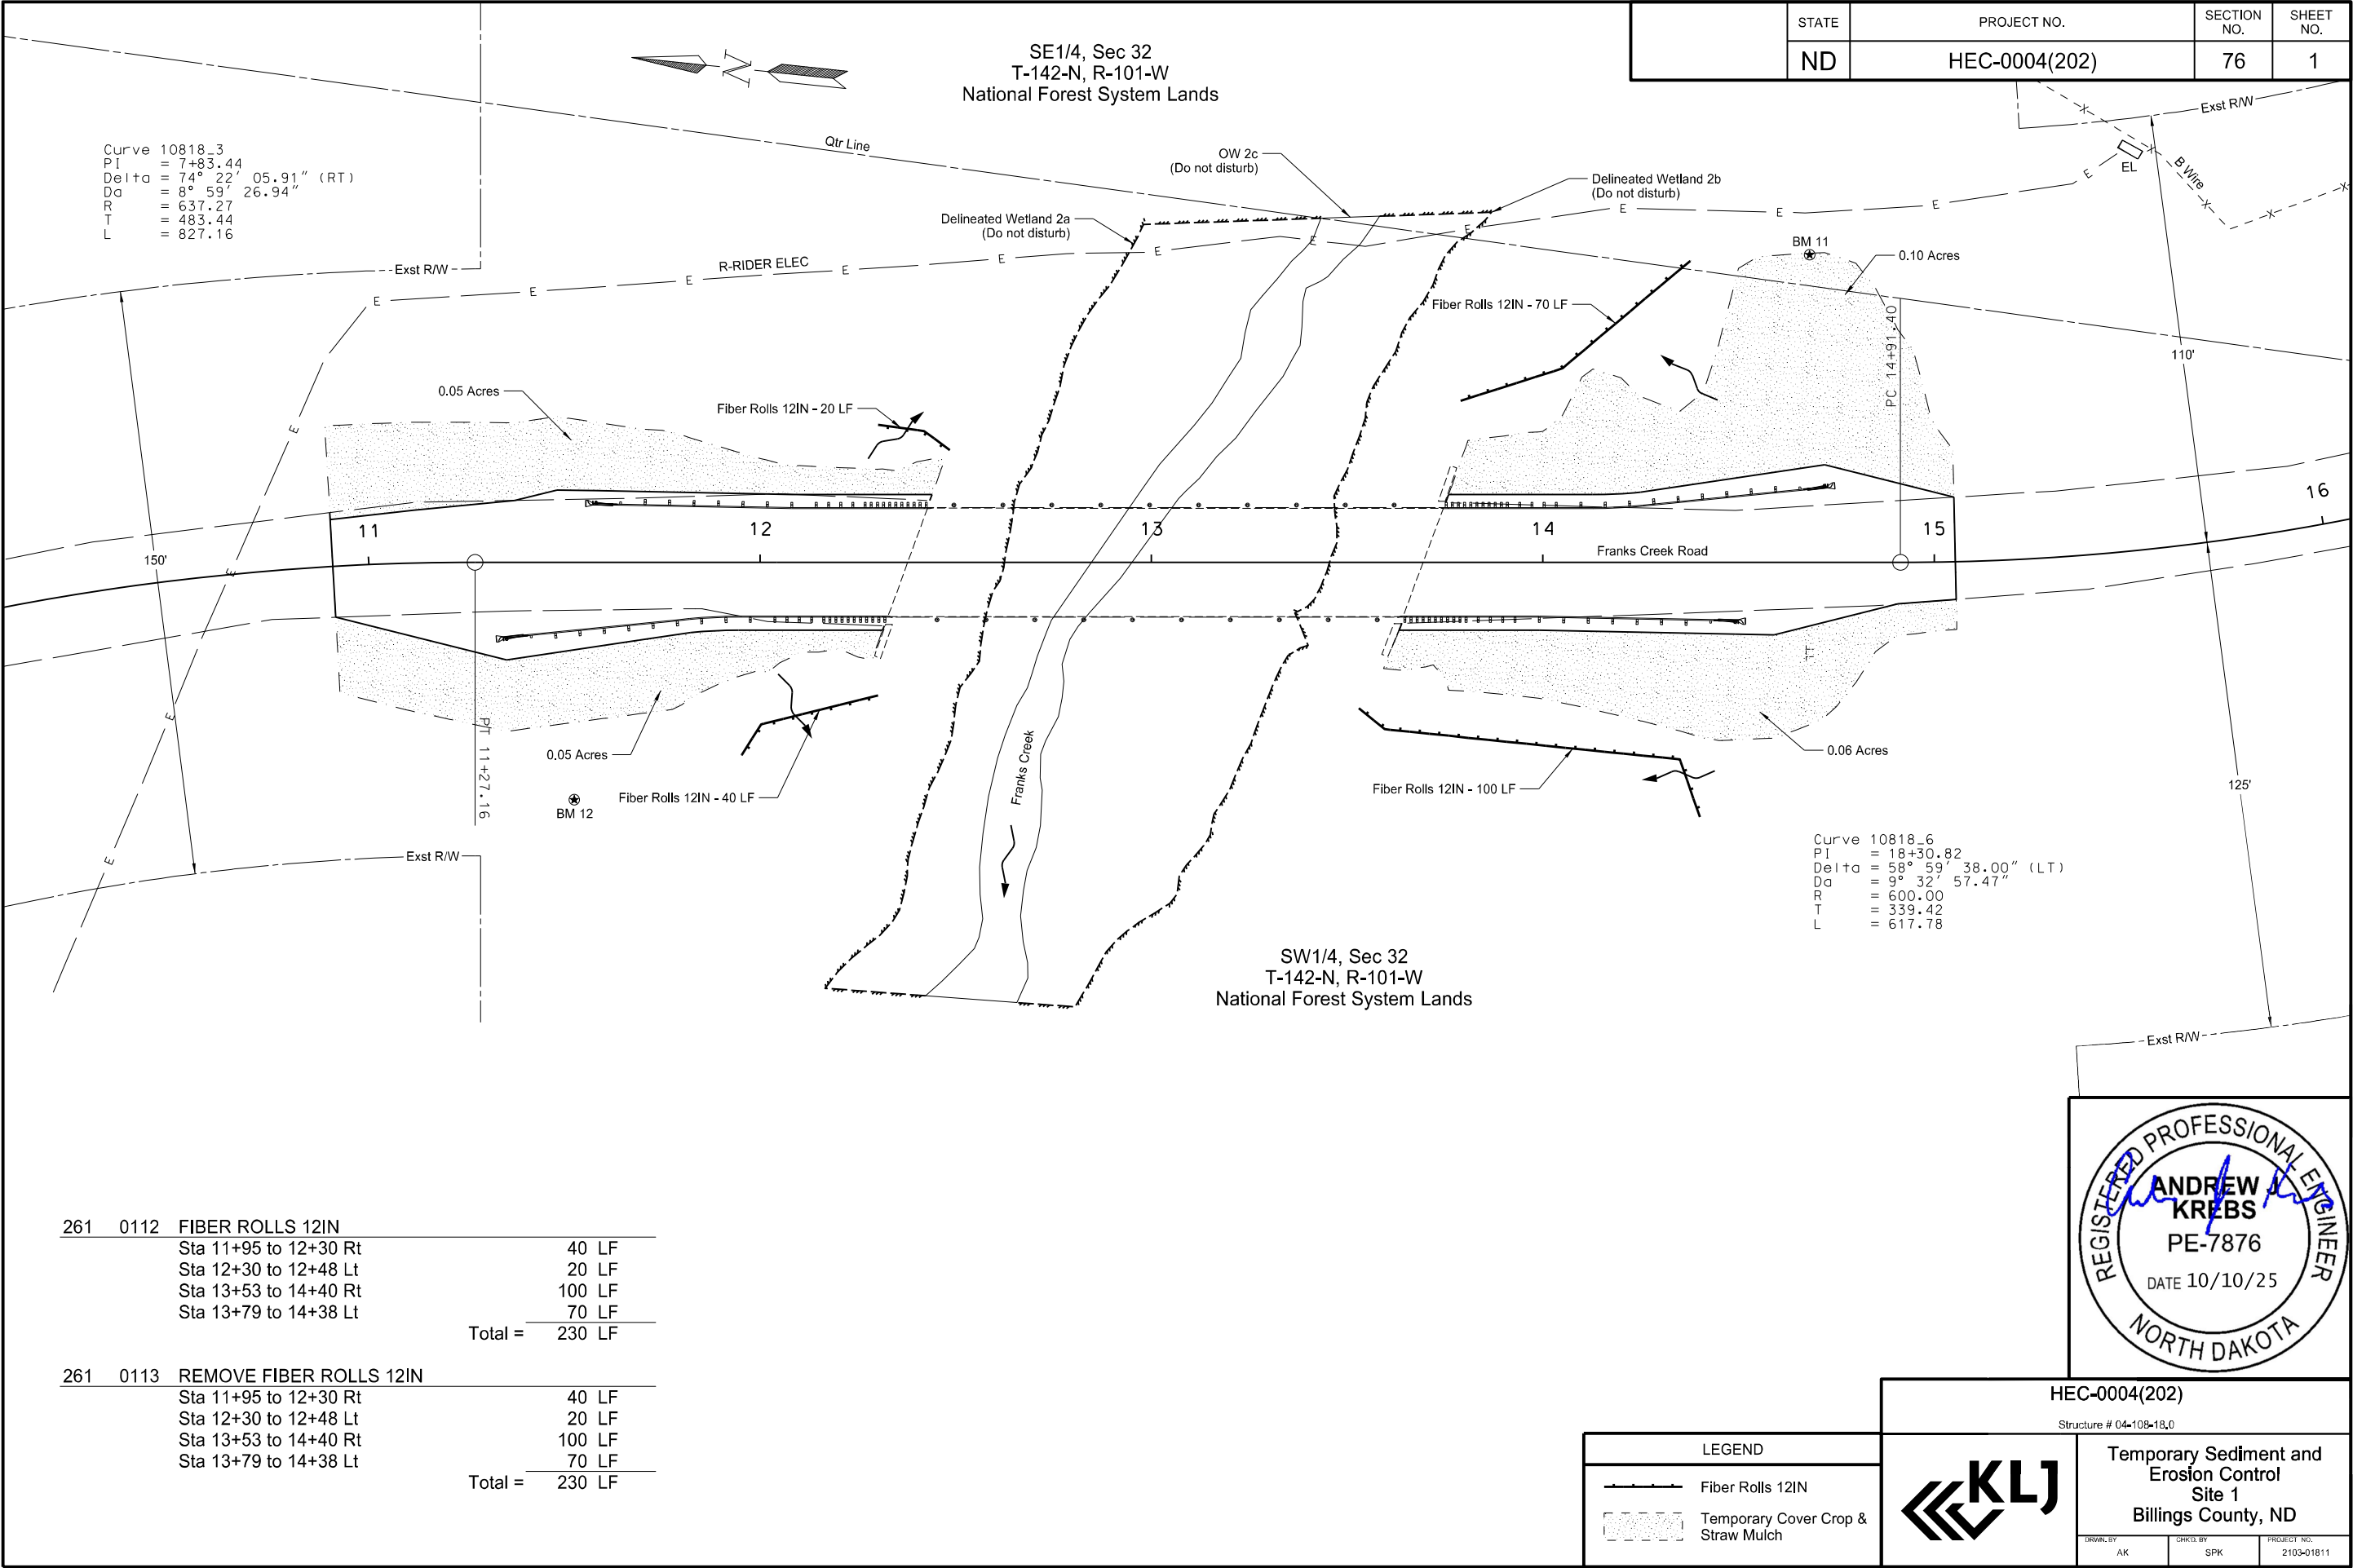 STATE
PROJECT NO.
SECTION NO.
SHEET NO.
ND
HEC-0004(202)
76
1
SE1/4, Sec 32
T-142-N, R-101-W
National Forest System Lands
Curve 10818_3
PI = 7+83.44
Delta = 74° 22' 05.91" (RT)
Da = 8° 59' 26.94"
R = 637.27
T = 483.44
L = 827.16
N
Qtr Line
OW 2c
(Do not disturb)
Delineated Wetland 2b
(Do not disturb)
Delineated Wetland 2a
(Do not disturb)
Exst R/W
Exst R/W
B Wire
EL
R-RIDER ELEC
BM 11
0.10 Acres
Fiber Rolls 12IN - 70 LF
PC 14+91.40
110'
0.05 Acres
Fiber Rolls 12IN - 20 LF
150'
11
12
13
14
15
16
Franks Creek Road
PT 11+27.16
0.05 Acres
BM 12
Fiber Rolls 12IN - 40 LF
Franks Creek
Fiber Rolls 12IN - 100 LF
0.06 Acres
125'
Exst R/W
Curve 10818_6
PI = 18+30.82
Delta = 58° 59' 38.00" (LT)
Da = 9° 32' 57.47"
R = 600.00
T = 339.42
L = 617.78
SW1/4, Sec 32
T-142-N, R-101-W
National Forest System Lands
Exst R/W
261 0112 FIBER ROLLS 12IN
Sta 11+95 to 12+30 Rt 40 LF
Sta 12+30 to 12+48 Lt 20 LF
Sta 13+53 to 14+40 Rt 100 LF
Sta 13+79 to 14+38 Lt 70 LF
Total = 230 LF
261 0113 REMOVE FIBER ROLLS 12IN
Sta 11+95 to 12+30 Rt 40 LF
Sta 12+30 to 12+48 Lt 20 LF
Sta 13+53 to 14+40 Rt 100 LF
Sta 13+79 to 14+38 Lt 70 LF
Total = 230 LF
REGISTERED PROFESSIONAL ENGINEER
ANDREW J
KREBS
PE-7876
DATE 10/10/25
NORTH DAKOTA
LEGEND
Fiber Rolls 12IN
Temporary Cover Crop &
Straw Mulch
HEC-0004(202)
Structure # 04-108-18.0
KLJ
Temporary Sediment and
Erosion Control
Site 1
Billings County, ND
DRWN. BY
AK
CHK'D. BY
SPK
PROJECT NO.
2103-01811